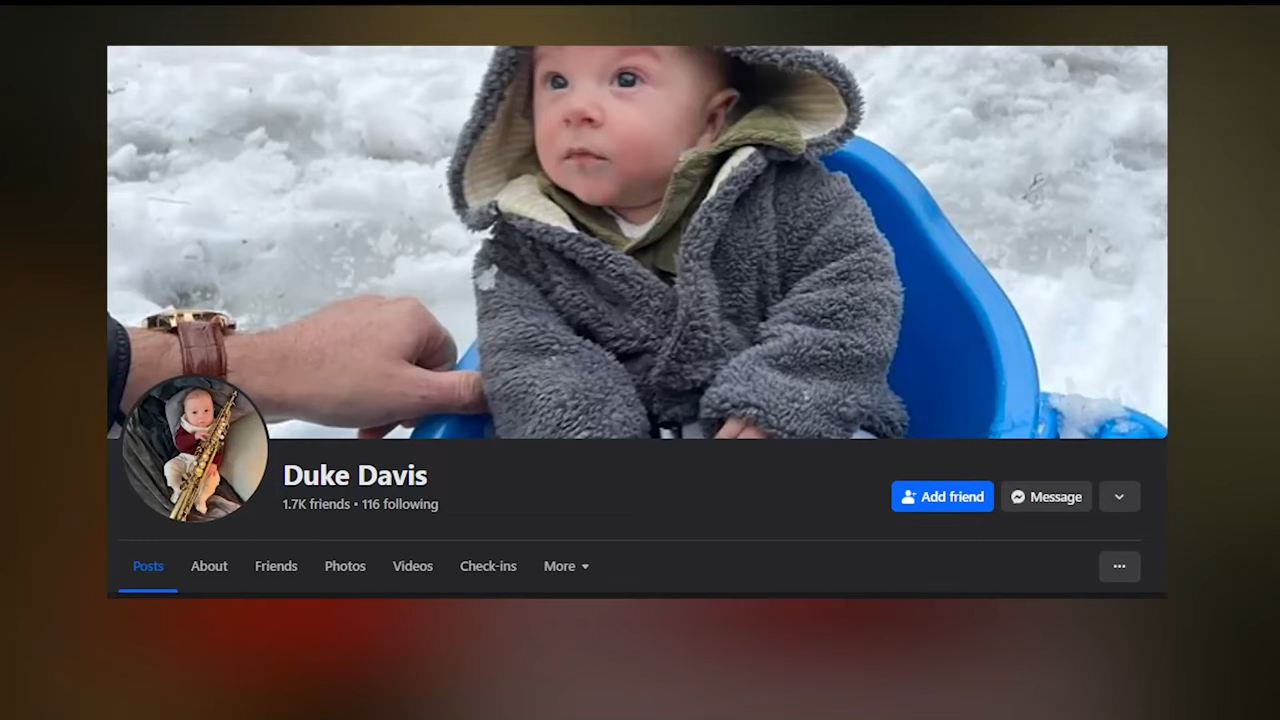 Duke Davis
1.7K friends • 116 following
Add friend
Message
Posts
About
Friends
Photos
Videos
Check-ins
More